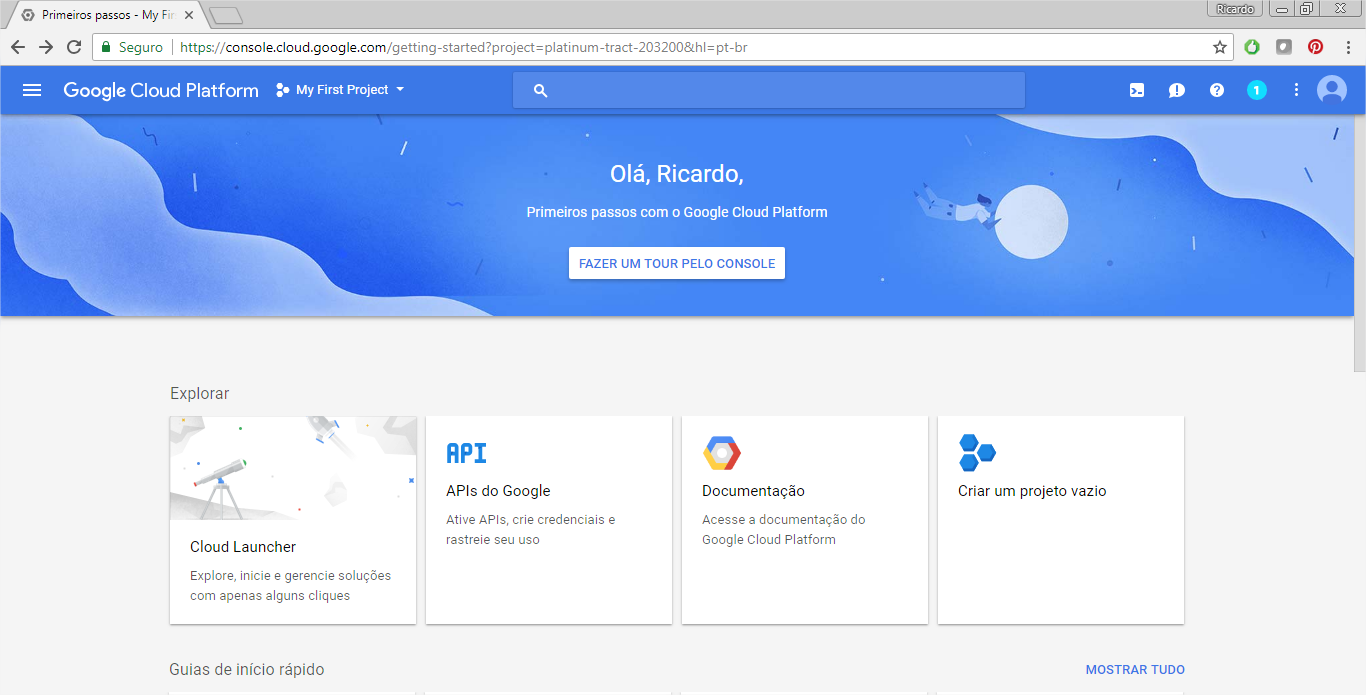 Primeiros passos - My Fir
Ricardo
Seguro
https://console.cloud.google.com/getting-started?project=platinum-tract-203200&hl=pt-br
Google Cloud Platform
My First Project
1
Olá, Ricardo,
Primeiros passos com o Google Cloud Platform
FAZER UM TOUR PELO CONSOLE
Explorar
Cloud Launcher
Explore, inicie e gerencie soluções
com apenas alguns cliques
API
APIs do Google
Ative APIs, crie credenciais e
rastreie seu uso
Documentação
Acesse a documentação do
Google Cloud Platform
Criar um projeto vazio
Guias de início rápido
MOSTRAR TUDO